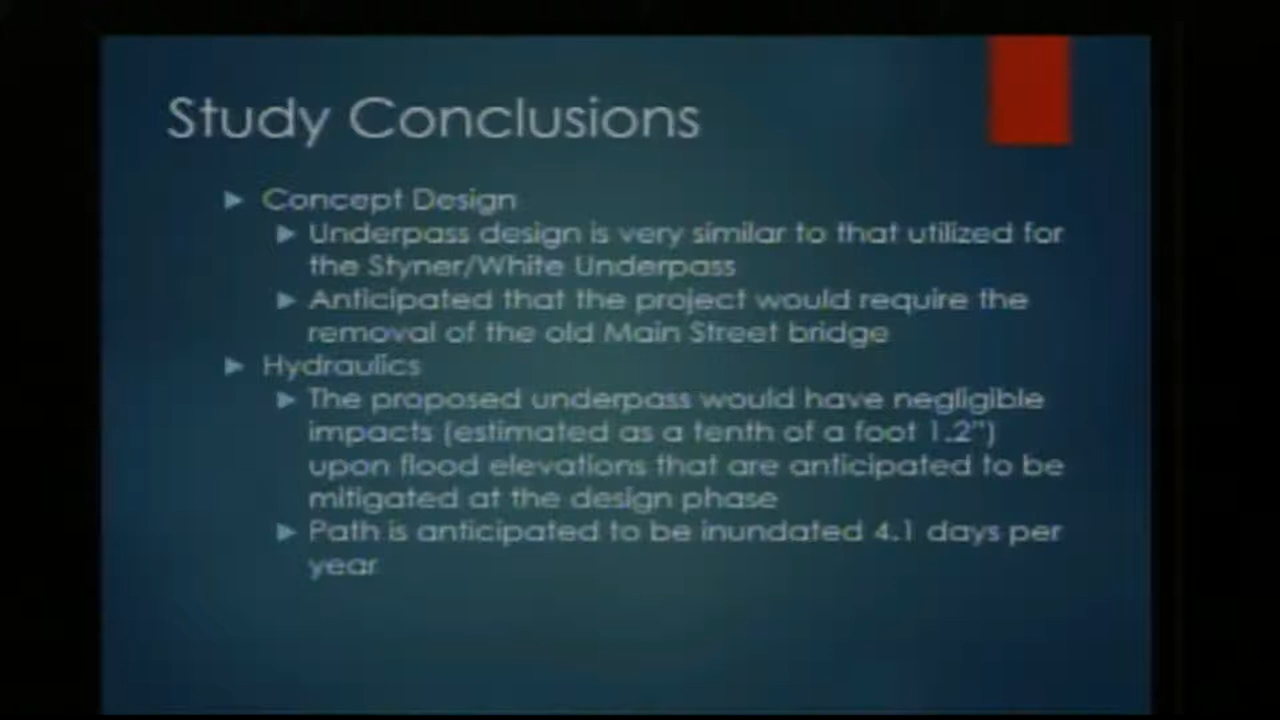 Study Conclusions
Concept Design
Underpass design is very similar to that utilized for
the Styner/White Underpass
Anticipated that the project would require the
removal of the old Main Street bridge
Hydraulics
The proposed underpass would have negligible
impacts (estimated as a tenth of a foot 1.2")
upon flood elevations that are anticipated to be
mitigated at the design phase
Path is anticipated to be inundated 4.1 days per
year